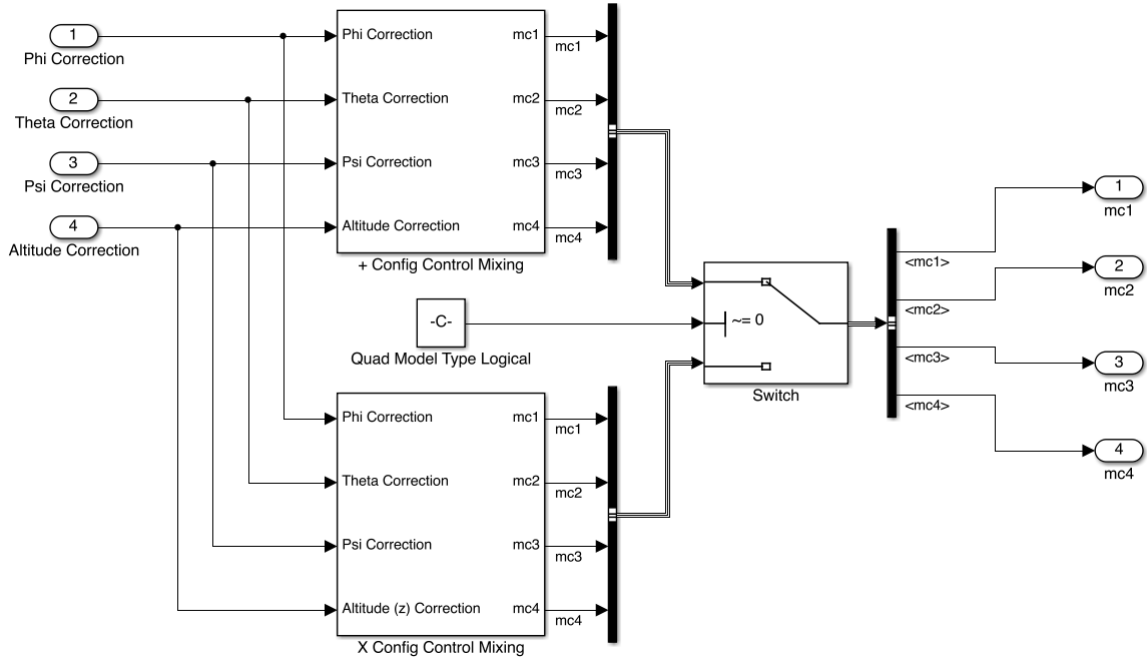 1
Phi Correction
2
Theta Correction
3
Psi Correction
4
Altitude Correction
Phi Correction
mc1
mc1
Theta Correction
mc2
mc2
Psi Correction
mc3
mc3
Altitude Correction
mc4
mc4
+ Config Control Mixing
-C-
Quad Model Type Logical
Phi Correction
mc1
mc1
Theta Correction
mc2
mc2
Psi Correction
mc3
mc3
Altitude (z) Correction
mc4
mc4
X Config Control Mixing
~= 0
Switch
<mc1>
<mc2>
<mc3>
<mc4>
1
mc1
2
mc2
3
mc3
4
mc4